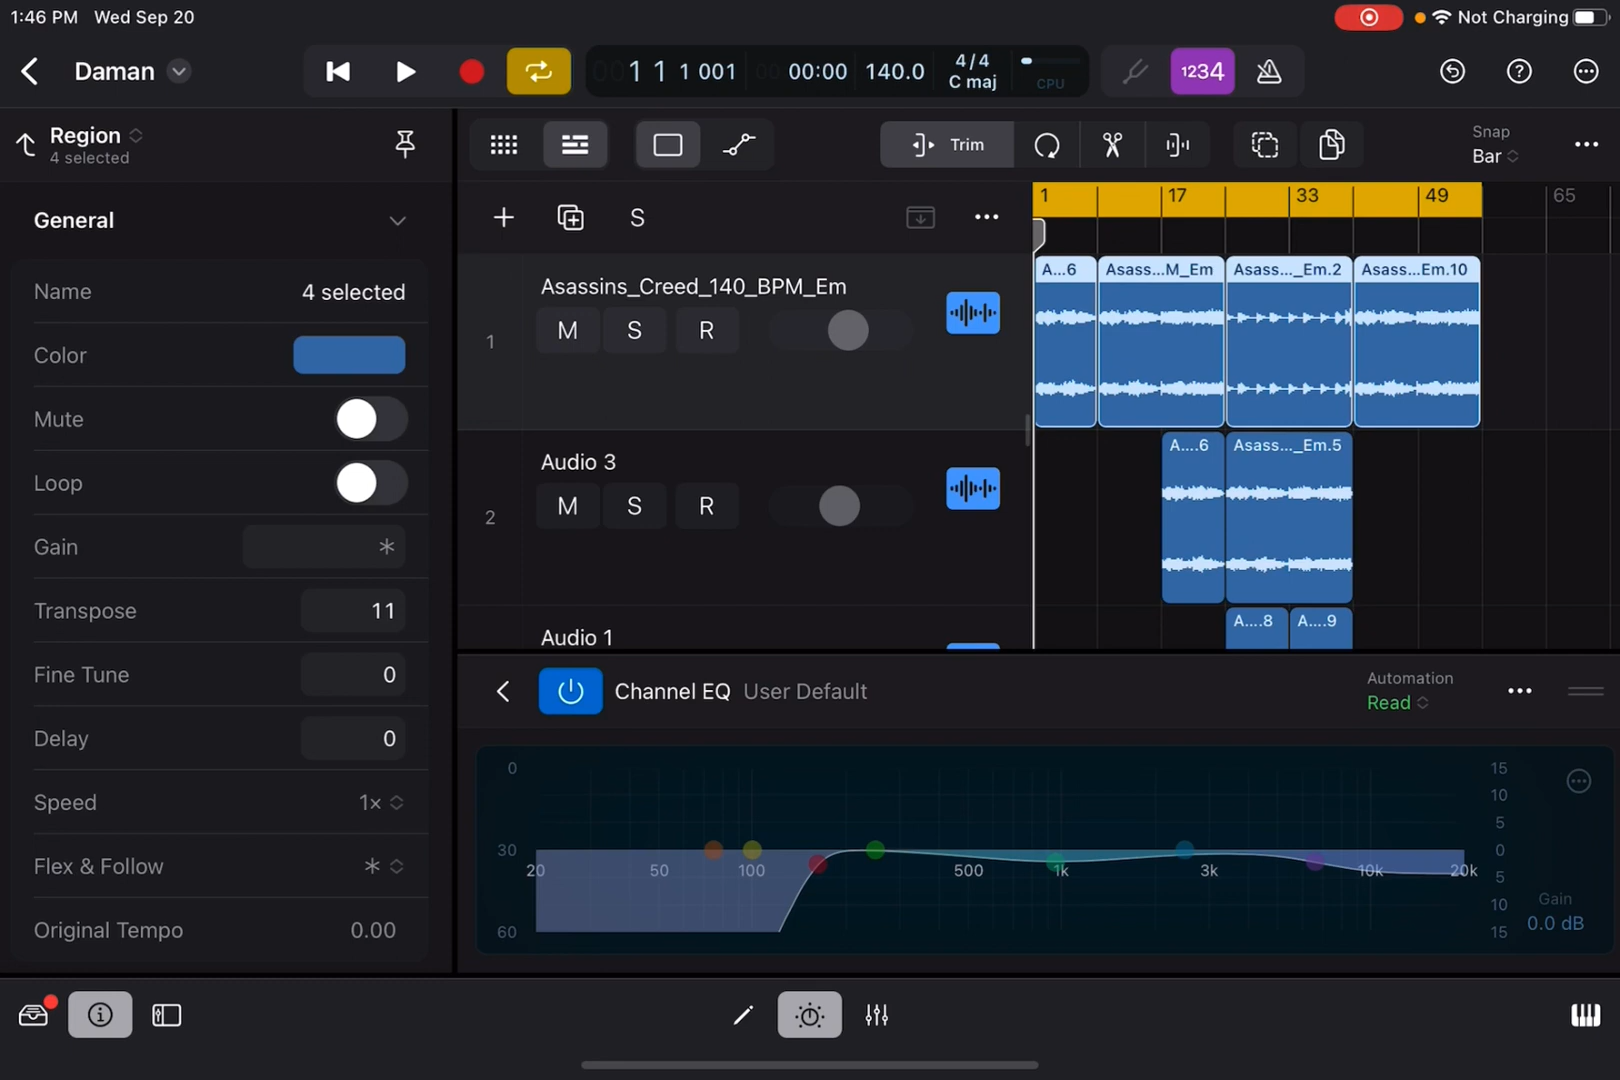 1:46 PM Wed Sep 20
Not Charging
Daman
1 1 1 001
00:00
140.0
4/4
C maj
CPU
1234
Region
4 selected
Trim
Snap
Bar
General
S
1 17 33 49 65
Name 4 selected
Color
Mute
Loop
Gain *
Transpose 11
Fine Tune 0
Delay 0
Speed 1×
Flex & Follow *
Original Tempo 0.00
1
Asassins_Creed_140_BPM_Em
M S R
A...6
Asass...M_Em
Asass..._Em.2
Asass...Em.10
2
Audio 3
M S R
A....6
Asass..._Em.5
Audio 1
A....8
A....9
Channel EQ User Default
Automation
Read
0 15
10
5
30 0
20 50 100 500 1k 3k 10k 20k
5
10
60 15
Gain
0.0 dB